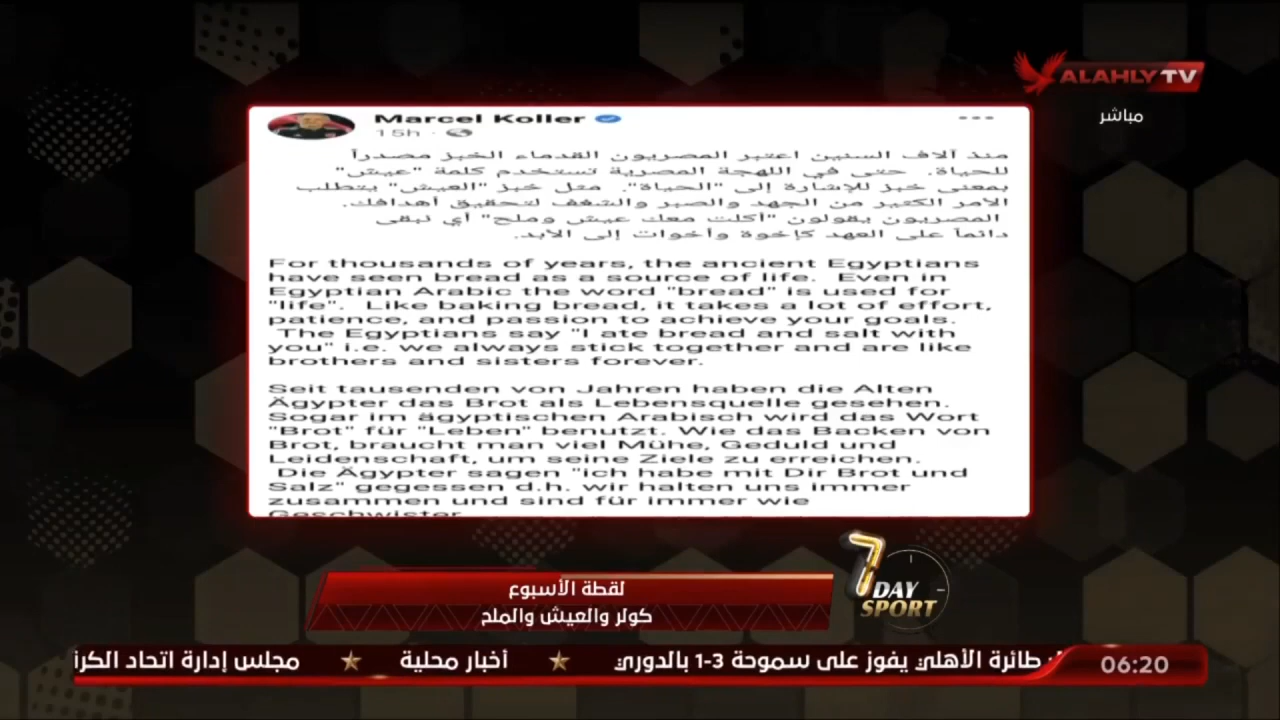 ALAHLY TV
مباشر
Marcel Koller
15h ·
منذ آلاف السنين اعتبر المصريون القدماء الخبز مصدرآ
للحياة. حتى في اللهجة المصرية تستخدم كلمة "عيش"
بمعنى خبز للإشارة إلى "الحياة". مثل خبز "العيش" يتطلب
الأمر الكثير من الجهد والصبر والشغف لتحقيق أهدافك.
المصريون يقولون "أكلت معك عيش وملح" أي نبقى
دائماً على العهد كإخوة وأخوات إلى الأبد.
For thousands of years, the ancient Egyptians
have seen bread as a source of life. Even in
Egyptian Arabic the word "bread" is used for
"life". Like baking bread, it takes a lot of effort,
patience, and passion to achieve your goals.
The Egyptians say "I ate bread and salt with
you" i.e. we always stick together and are like
brothers and sisters forever.
Seit tausenden von Jahren haben die Alten
Ägypter das Brot als Lebensquelle gesehen.
Sogar im ägyptischen Arabisch wird das Wort
"Brot" für "Leben" benutzt. Wie das Backen von
Brot, braucht man viel Mühe, Geduld und
Leidenschaft, um seine Ziele zu erreichen.
Die Ägypter sagen "ich habe mit Dir Brot und
Salz" gegessen d.h. wir halten uns immer
zusammen und sind für immer wie
Geschwister
7 DAY SPORT
لقطة الأسبوع
كولر والعيش والملح
طائرة الأهلي يفوز على سموحة 3-1 بالدوري ★ أخبار محلية ★ مجلس إدارة اتحاد
06:20